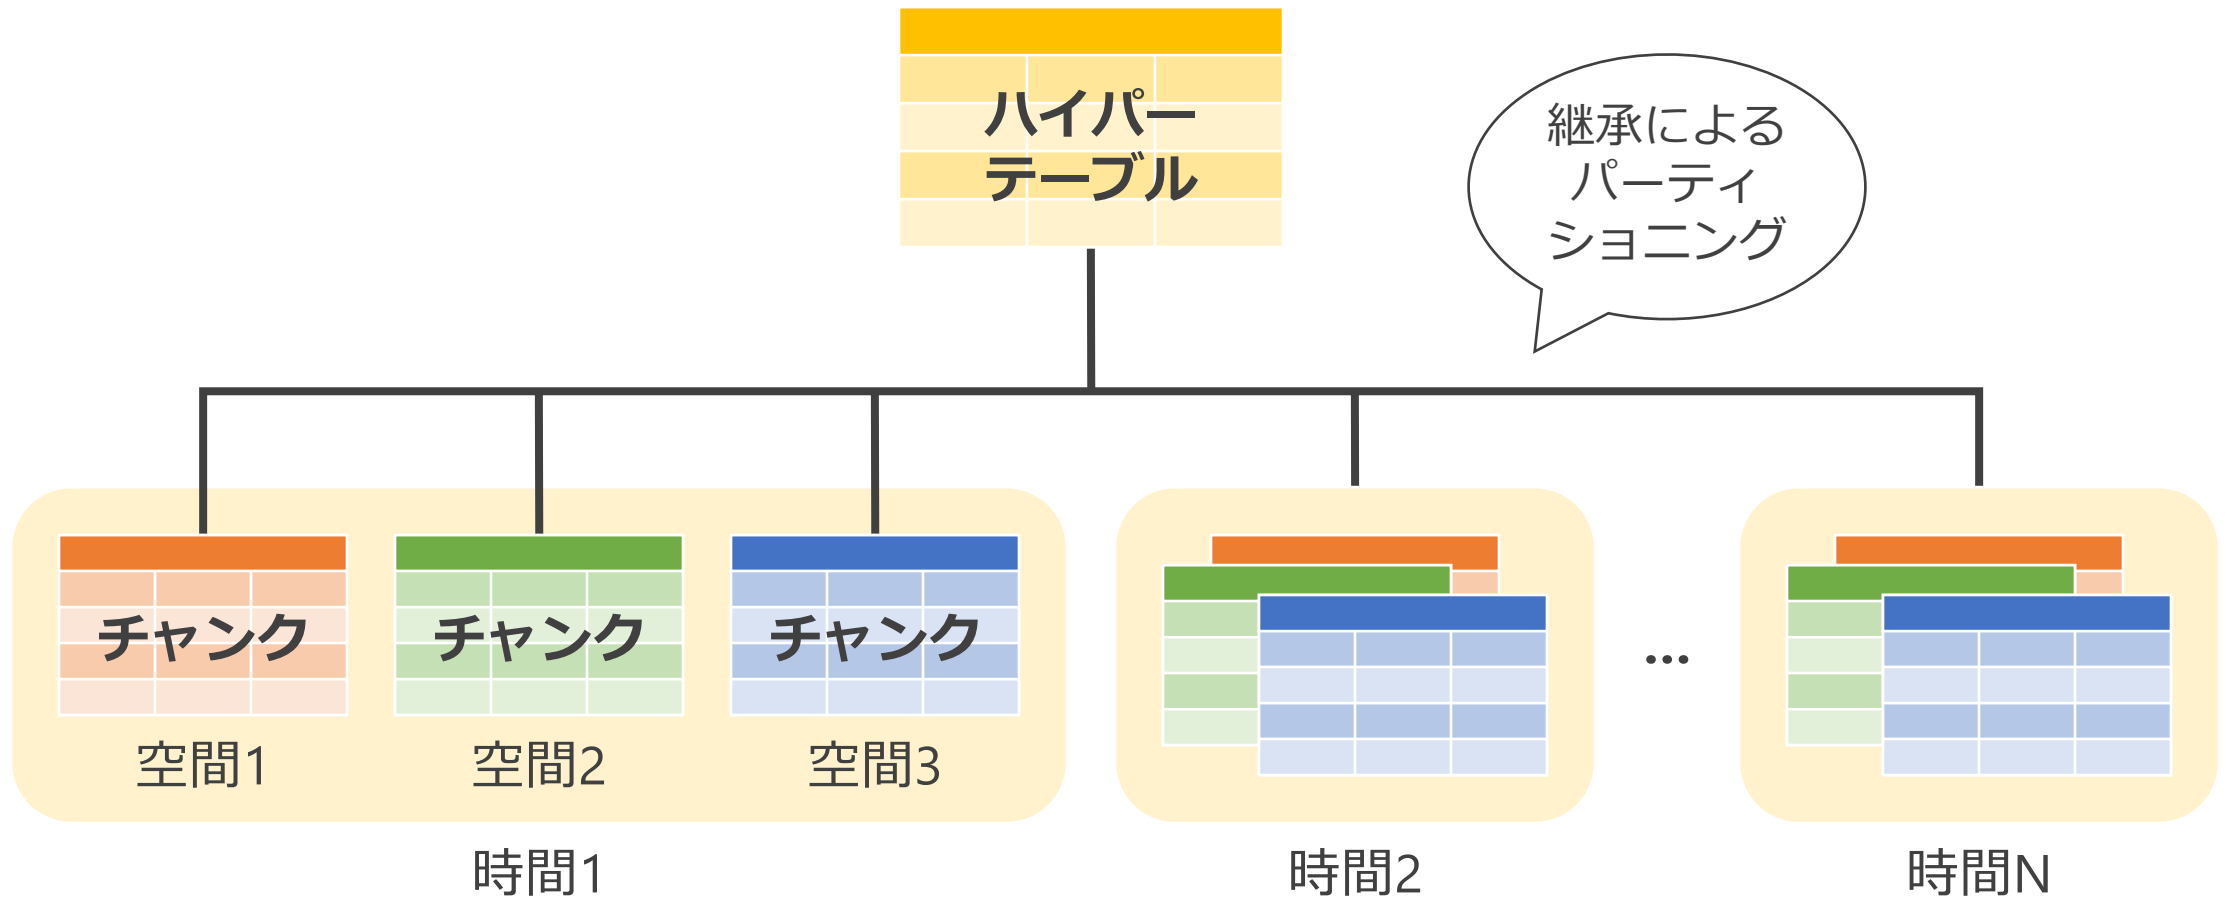 ハイパー
テーブル
継承による
パーティ
ショニング
チャンク
チャンク
チャンク
...
空間1
空間2
空間3
時間1
時間2
時間N